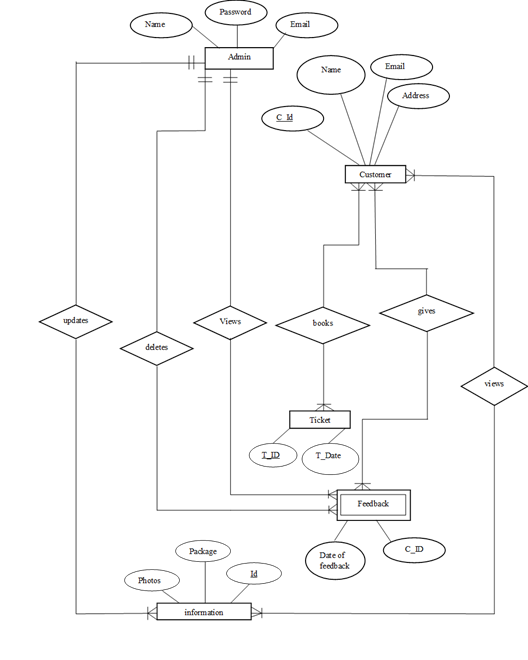 Password
Name
Email
Admin
Name
Email
Address
C_Id
Customer
updates
deletes
Views
books
gives
views
Ticket
T_ID
T_Date
Feedback
Date of
feedback
C_ID
Package
Photos
Id
information